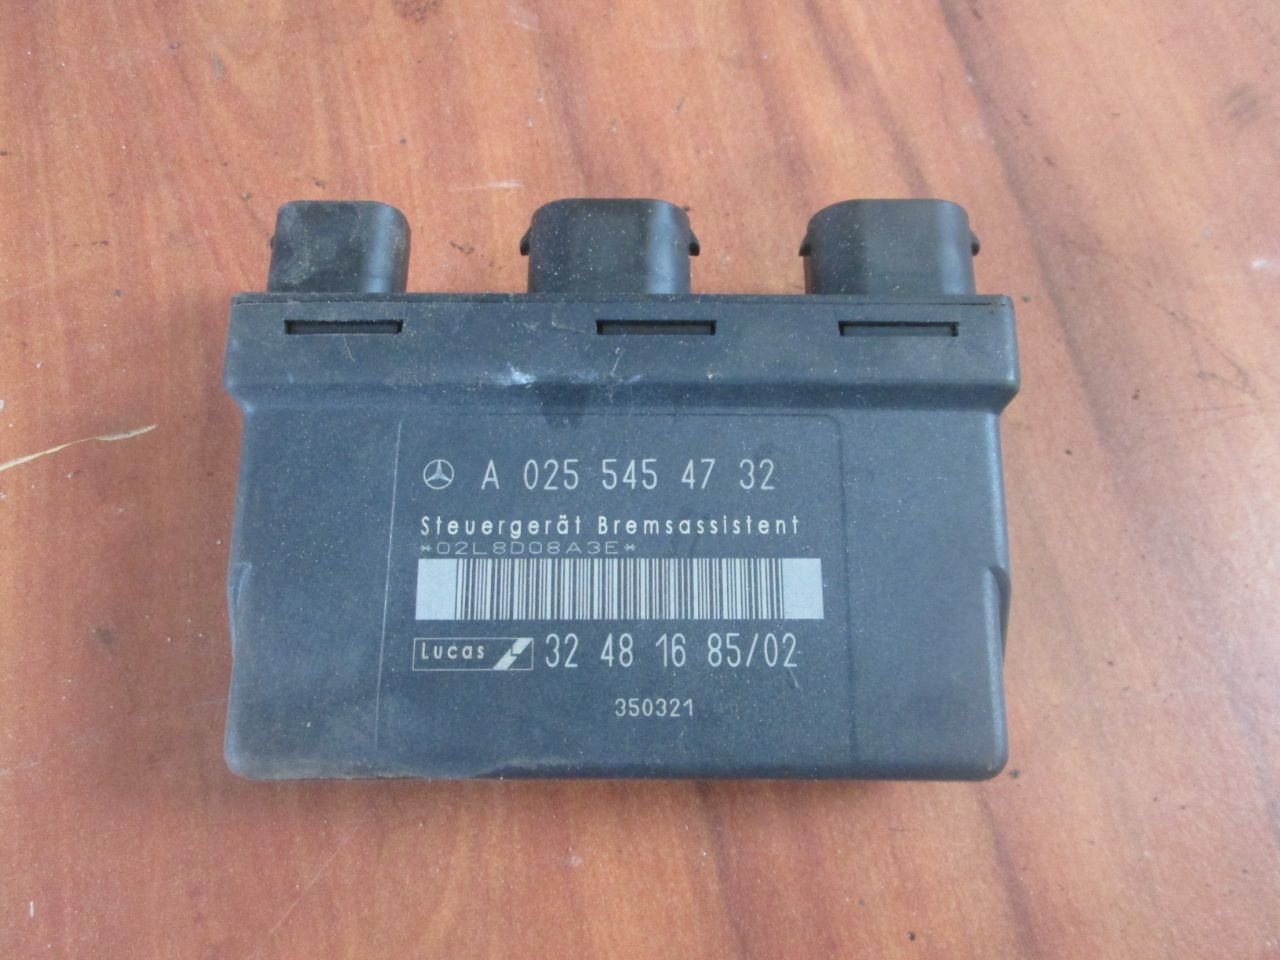 A 025 545 47 32
Steuergerät Bremsassistent
*02L8D08A3E*
Lucas 32 48 16 85/02
350321